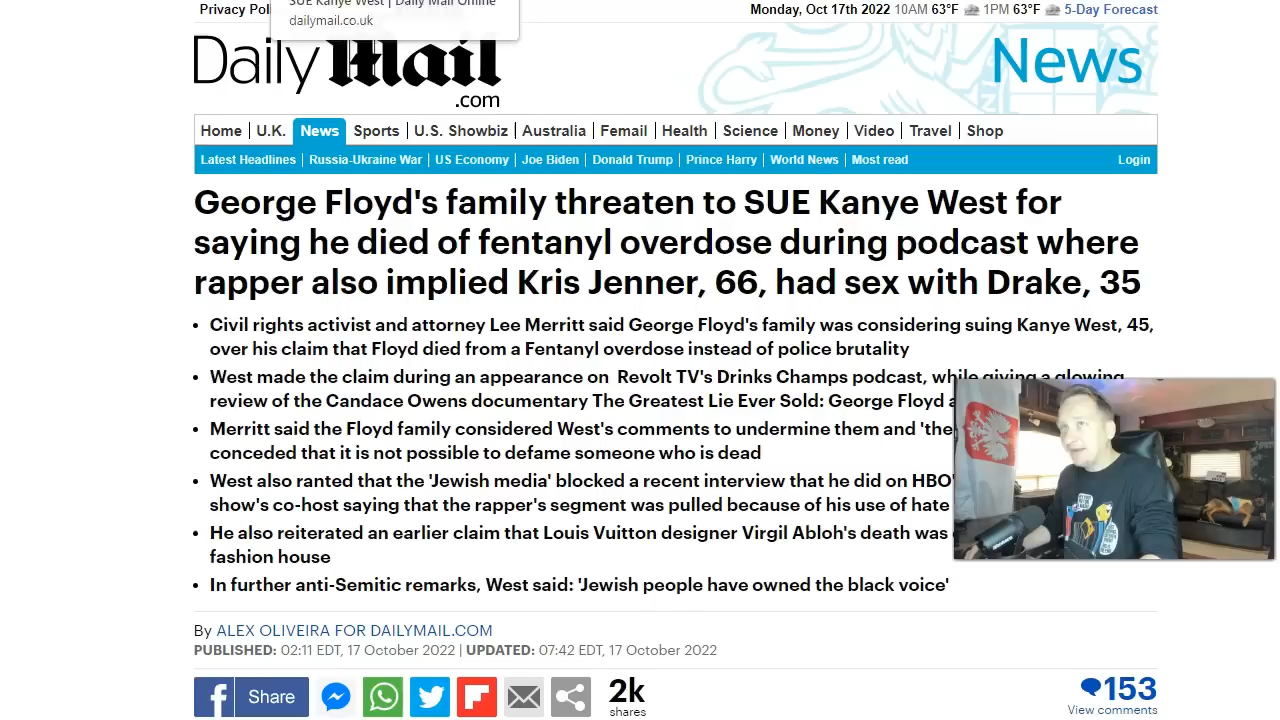 SUE Kanye West | Daily Mail Online
Privacy Monday, Oct 17th 2022 10AM 63°F 1PM 63°F 5-Day Forecast
dailymail.co.uk
Daily Mail
.com
News
Home U.K. News Sports U.S. Showbiz Australia Femail Health Science Money Video Travel Shop
Latest Headlines Russia-Ukraine War US Economy Joe Biden Donald Trump Prince Harry World News Most read Login
George Floyd's family threaten to SUE Kanye West for
saying he died of fentanyl overdose during podcast where
rapper also implied Kris Jenner, 66, had sex with Drake, 35
• Civil rights activist and attorney Lee Merritt said George Floyd's family was considering suing Kanye West, 45,
over his claim that Floyd died from a Fentanyl overdose instead of police brutality
• West made the claim during an appearance on Revolt TV's Drinks Champs podcast, while giving a glowing
review of the Candace Owens documentary The Greatest Lie Ever Sold: George Floyd
• Merritt said the Floyd family considered West's comments to undermine them and 'the
conceded that it is not possible to defame someone who is dead
• West also ranted that the 'Jewish media' blocked a recent interview that he did on HBO'
show's co-host saying that the rapper's segment was pulled because of his use of hate
• He also reiterated an earlier claim that Louis Vuitton designer Virgil Abloh's death was
fashion house
• In further anti-Semitic remarks, West said: 'Jewish people have owned the black voice'
By ALEX OLIVEIRA FOR DAILYMAIL.COM
PUBLISHED: 02:11 EDT, 17 October 2022 | UPDATED: 07:42 EDT, 17 October 2022
f Share 2k 153
shares View comments